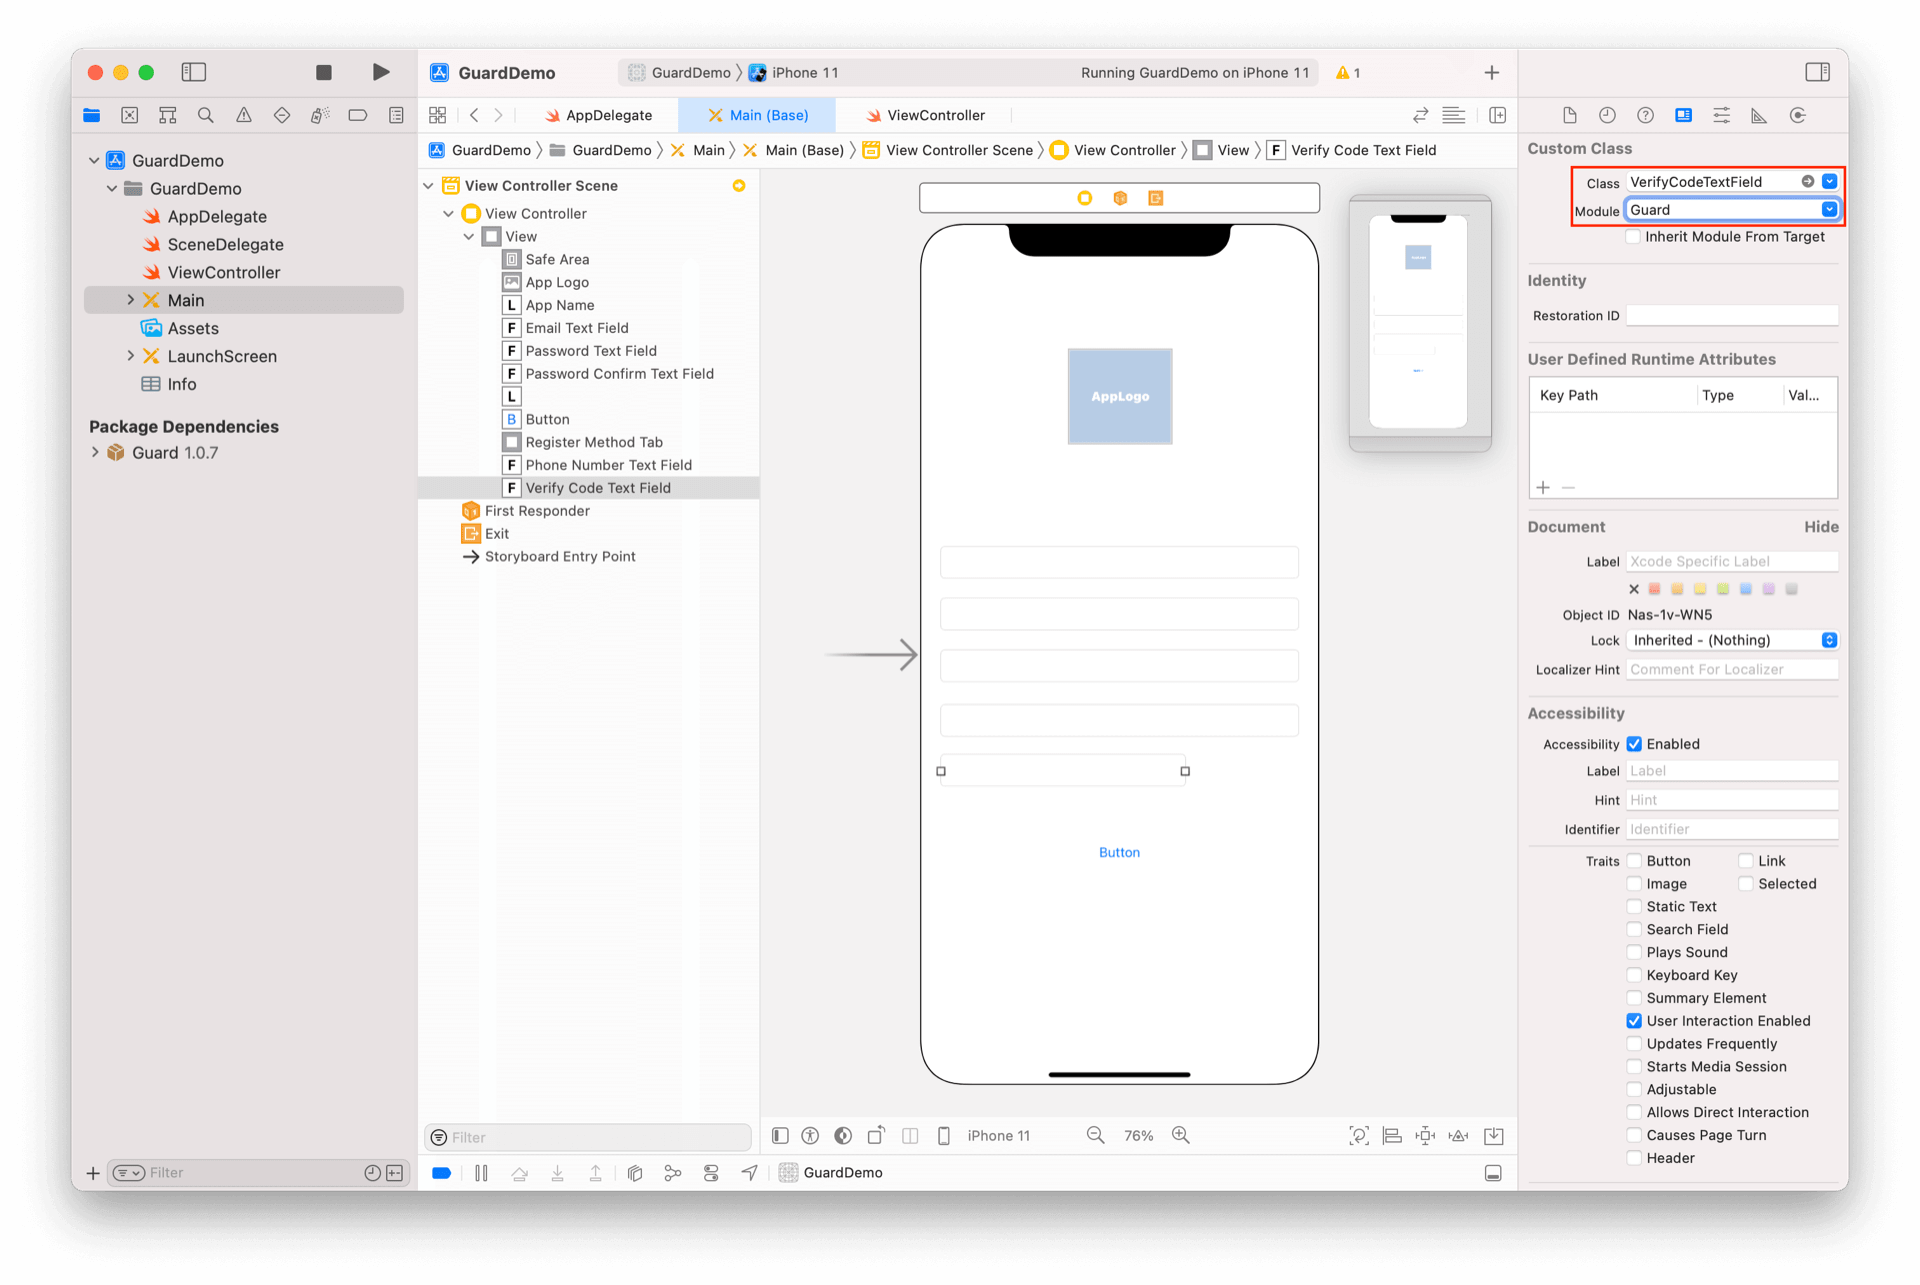 GuardDemo
GuardDemo
iPhone 11
Running GuardDemo on iPhone 11
1
AppDelegate
Main (Base)
ViewController
GuardDemo
GuardDemo
Main
Main (Base)
View Controller Scene
View Controller
View
F
Verify Code Text Field
GuardDemo
GuardDemo
AppDelegate
SceneDelegate
ViewController
Main
Assets
LaunchScreen
Info
Package Dependencies
Guard 1.0.7
Filter
View Controller Scene
View Controller
View
Safe Area
App Logo
L App Name
F Email Text Field
F Password Text Field
F Password Confirm Text Field
L
B Button
Register Method Tab
F Phone Number Text Field
F Verify Code Text Field
First Responder
Exit
Storyboard Entry Point
Filter
AppLogo
Button
iPhone 11
76%
GuardDemo
Custom Class
Class VerifyCodeTextField
Module Guard
Inherit Module From Target
Identity
Restoration ID
User Defined Runtime Attributes
Key Path Type Val...
Document Hide
Label Xcode Specific Label
Object ID Nas-1v-WN5
Lock Inherited - (Nothing)
Localizer Hint Comment For Localizer
Accessibility
Accessibility Enabled
Label Label
Hint Hint
Identifier Identifier
Traits Button Link
Image Selected
Static Text
Search Field
Plays Sound
Keyboard Key
Summary Element
User Interaction Enabled
Updates Frequently
Starts Media Session
Adjustable
Allows Direct Interaction
Causes Page Turn
Header